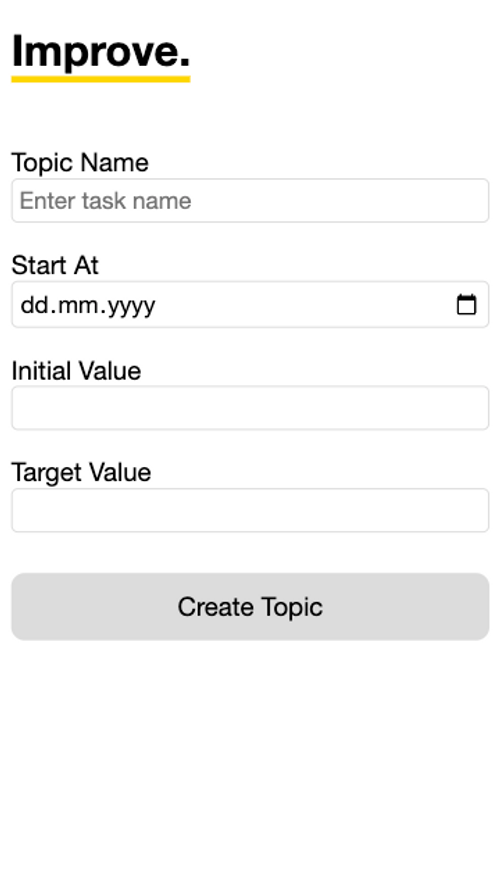 Improve.
Topic Name
Enter task name
Start At
dd.mm.yyyy
Initial Value
Target Value
Create Topic